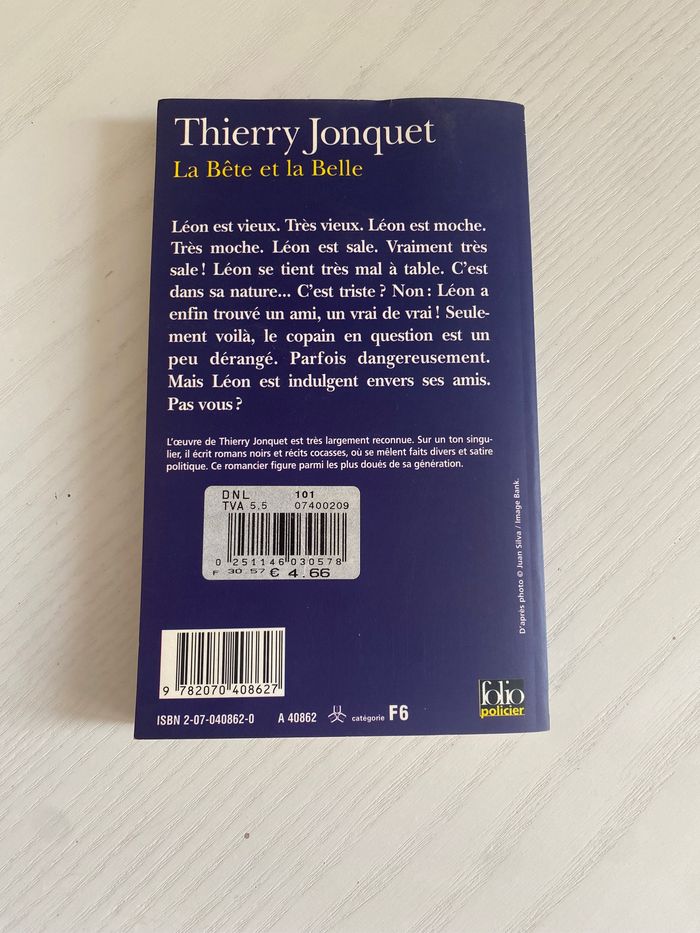 Thierry Jonquet
La Bête et la Belle
Léon est vieux. Très vieux. Léon est moche.
Très moche. Léon est sale. Vraiment très
sale ! Léon se tient très mal à table. C'est
dans sa nature... C'est triste ? Non : Léon a
enfin trouvé un ami, un vrai de vrai ! Seule-
ment voilà, le copain en question est un
peu dérangé. Parfois dangereusement.
Mais Léon est indulgent envers ses amis.
Pas vous ?
L'œuvre de Thierry Jonquet est très largement reconnue. Sur un ton singu-
lier, il écrit romans noirs et récits cocasses, où se mêlent faits divers et satire
politique. Ce romancier figure parmi les plus doués de sa génération.
DNL 101
TVA 5.5 07400209
0 251146 030578
F 30.57 € 4.66
D'après photo © Juan Silva / Image Bank.
9 782070 408627
ISBN 2-07-040862-0 A 40862 catégorie F6
folio
policier